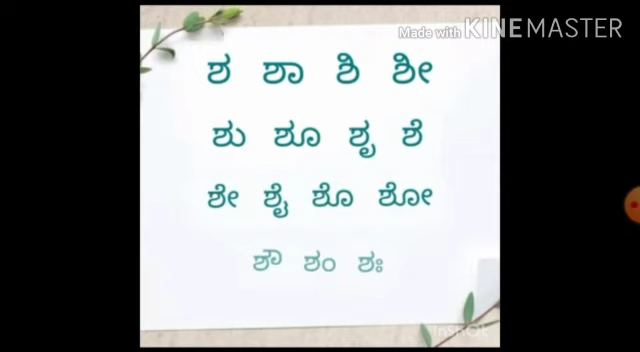 Made with KINEMASTER
ಶ ಶಾ ಶಿ ಶೀ
ಶು ಶೂ ಶೃ ಶೆ
ಶೇ ಶೈ ಶೊ ಶೋ
ಶೌ ಶಂ ಶಃ